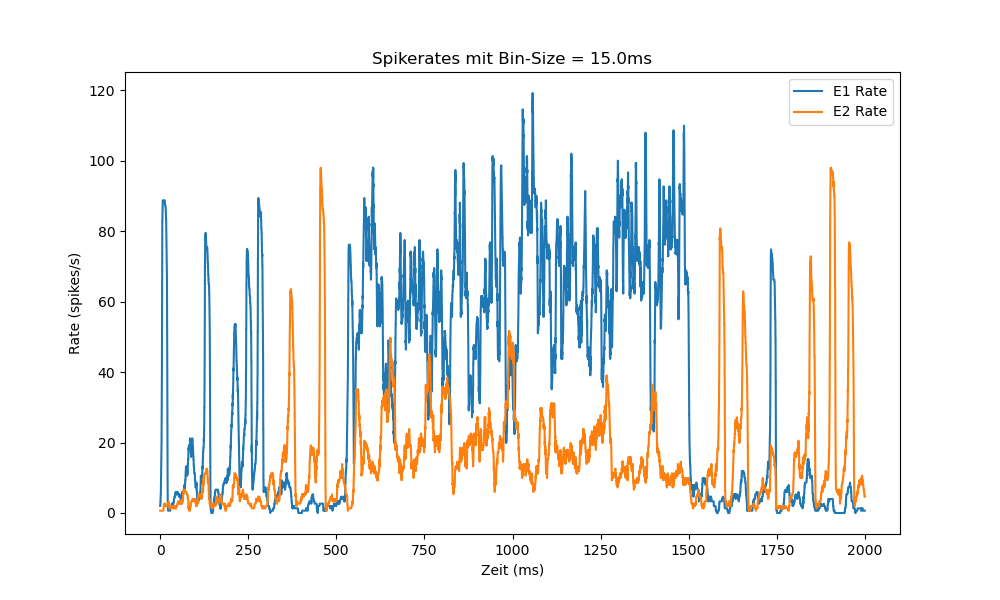 Spikerates mit Bin-Size = 15.0ms
E1 Rate
E2 Rate
120
100
80
60
40
20
0
Rate (spikes/s)
0 250 500 750 1000 1250 1500 1750 2000
Zeit (ms)